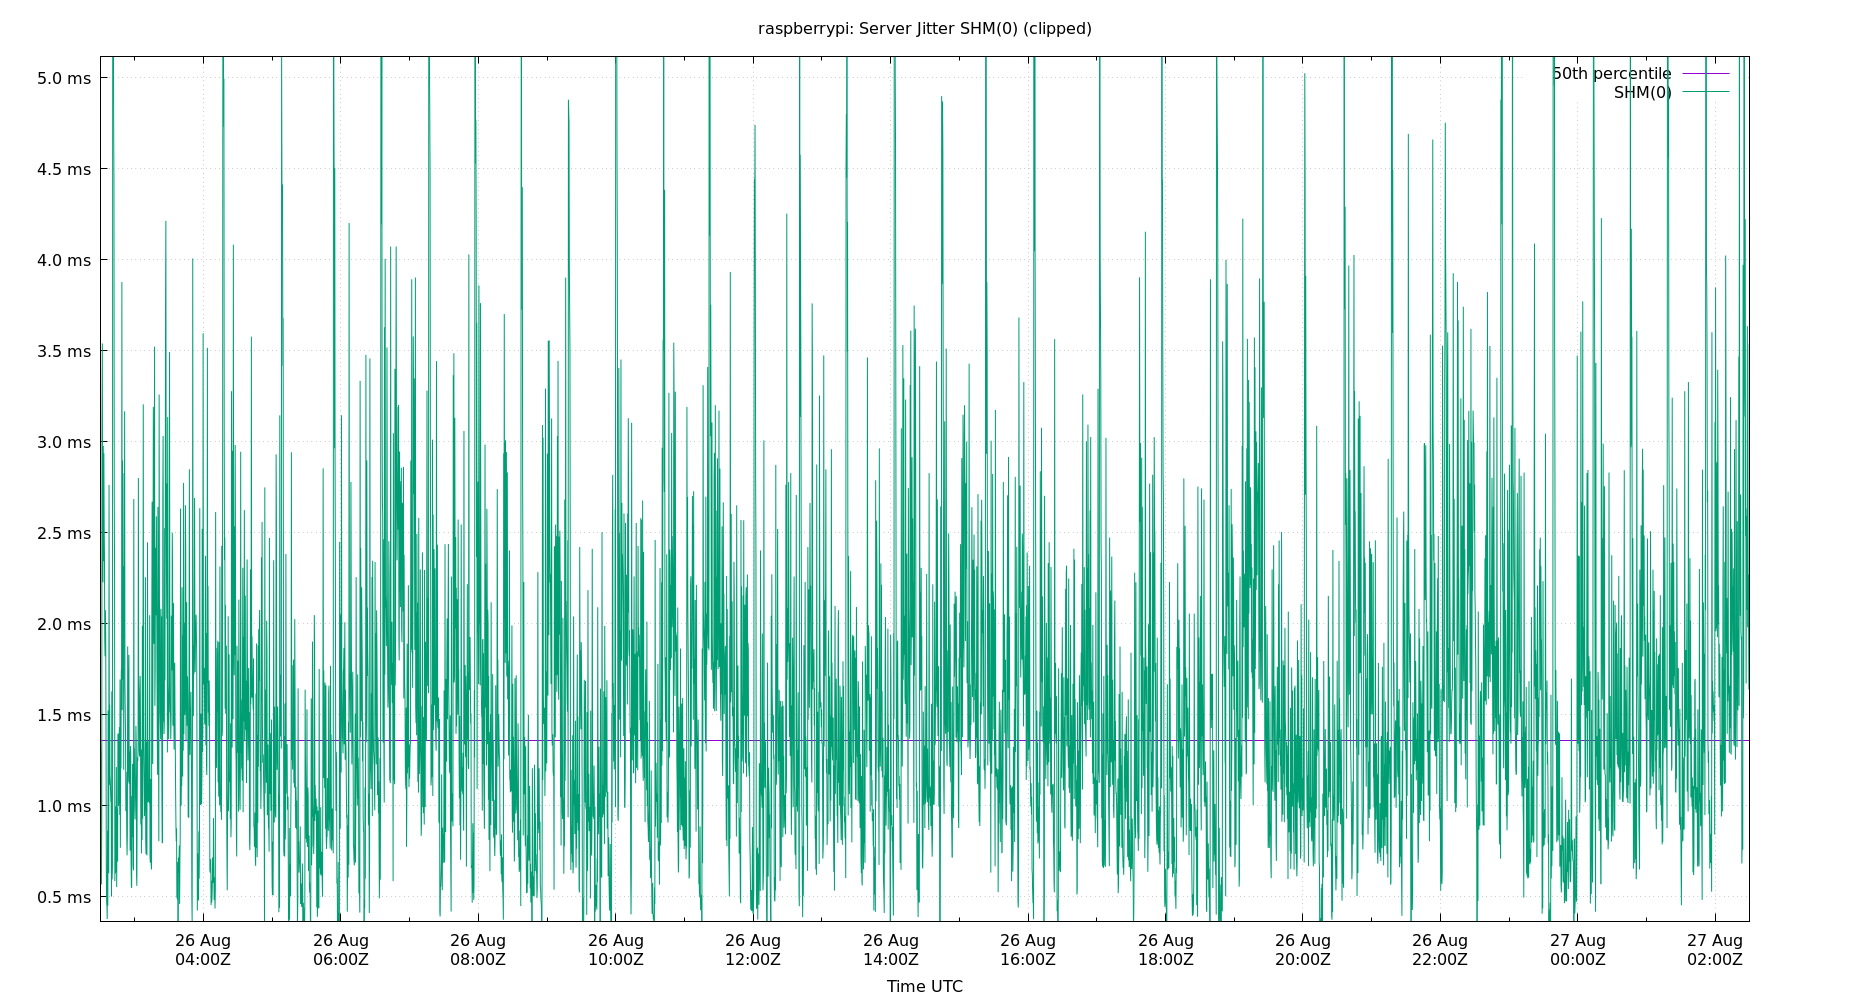 raspberrypi: Server Jitter SHM(0) (clipped)
50th percentile
SHM(0)
5.0 ms
4.5 ms
4.0 ms
3.5 ms
3.0 ms
2.5 ms
2.0 ms
1.5 ms
1.0 ms
0.5 ms
26 Aug 26 Aug 26 Aug 26 Aug 26 Aug 26 Aug 26 Aug 26 Aug 26 Aug 26 Aug 27 Aug 27 Aug
04:00Z 06:00Z 08:00Z 10:00Z 12:00Z 14:00Z 16:00Z 18:00Z 20:00Z 22:00Z 00:00Z 02:00Z
Time UTC